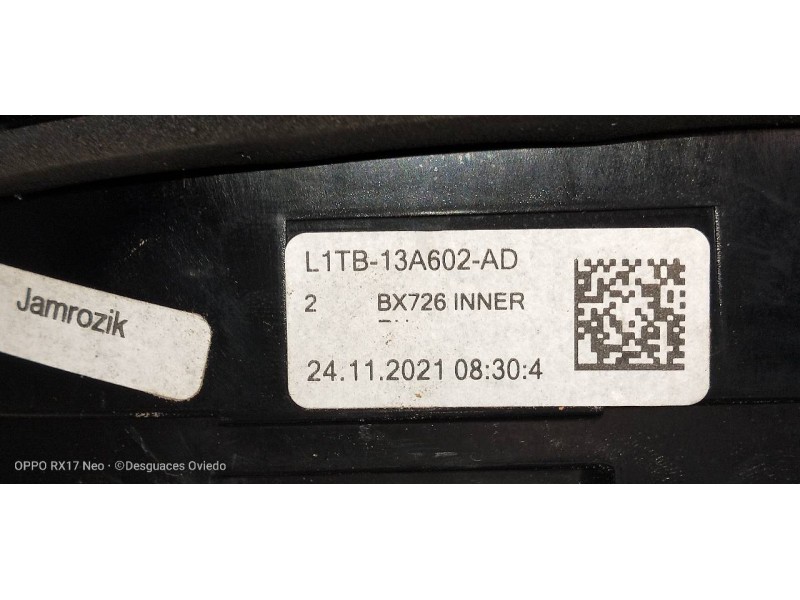 L1TB-13A602-AD
2 BX726 INNER
24.11.2021 08:30:4
Jamrozik
OPPO RX17 Neo · ©Desguaces Oviedo